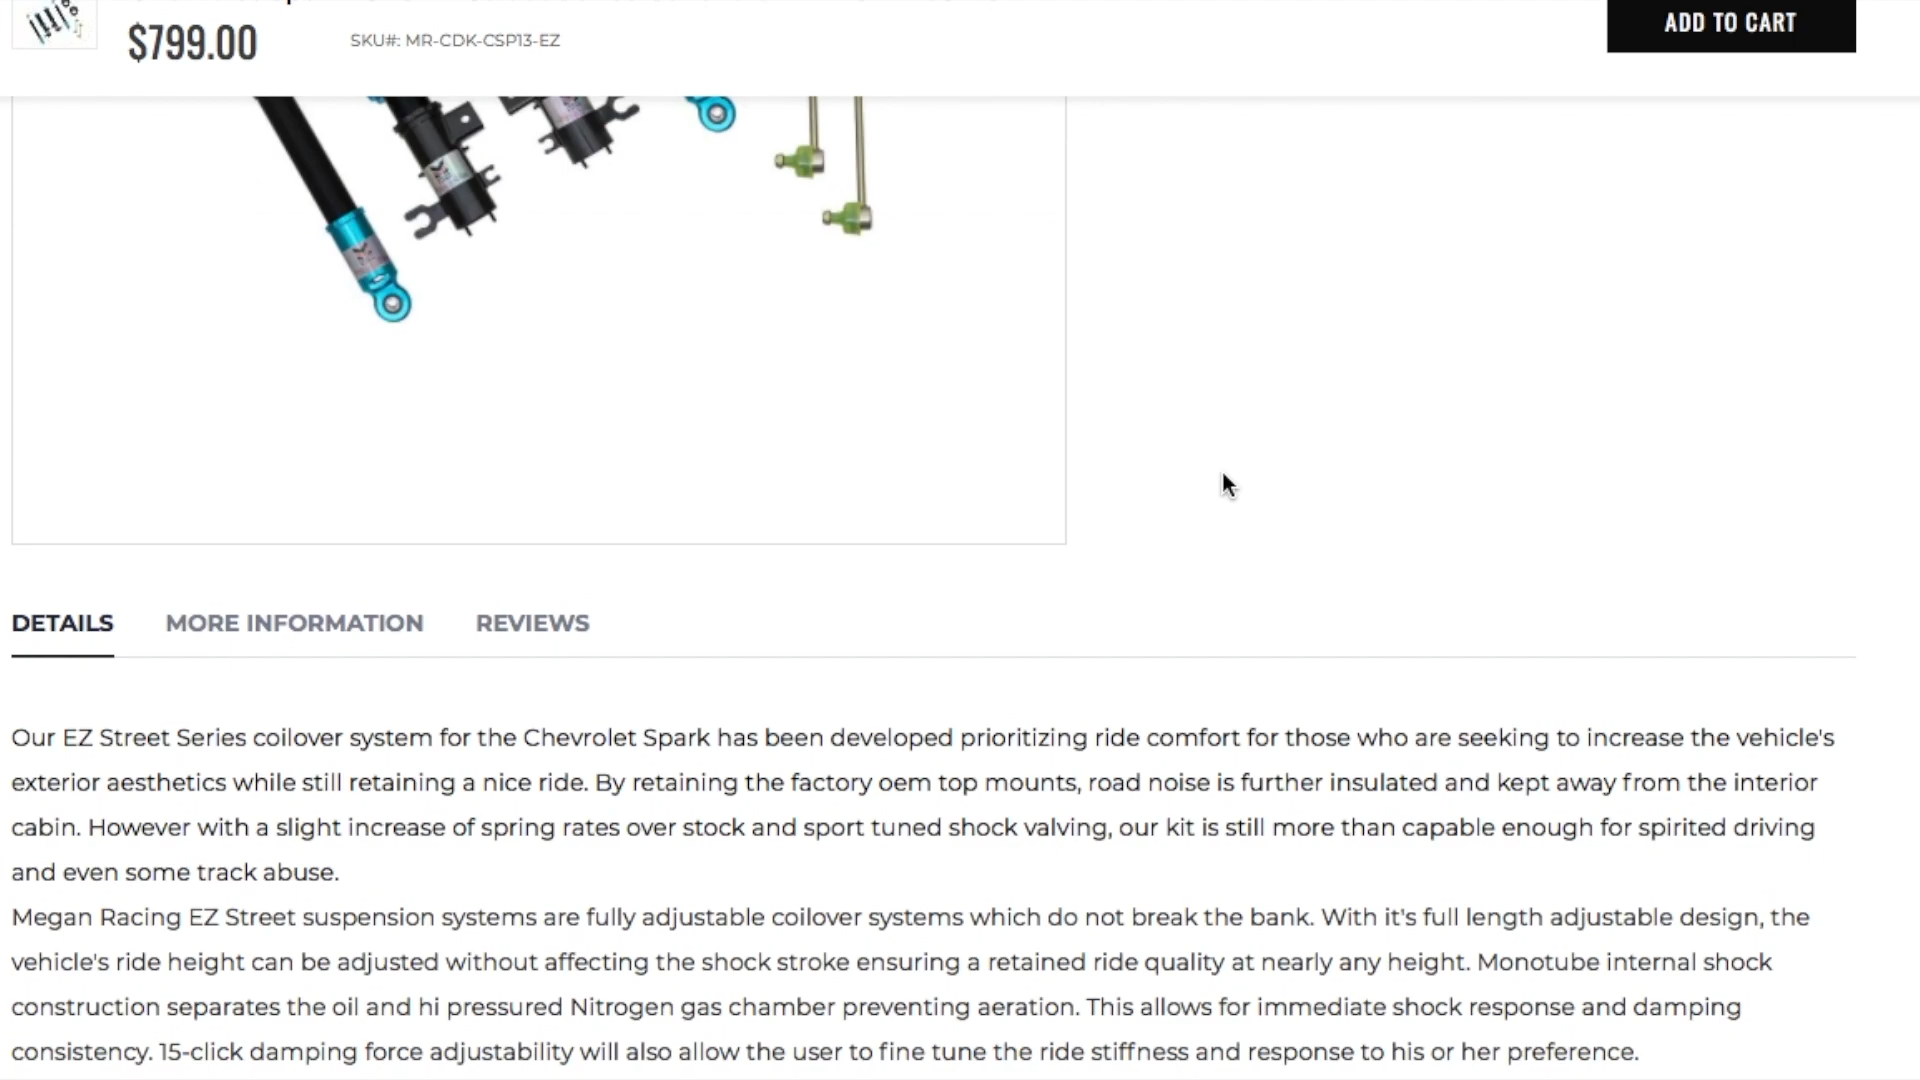 $799.00
SKU#: MR-CDK-CSP13-EZ
ADD TO CART
DETAILS
MORE INFORMATION
REVIEWS
Our EZ Street Series coilover system for the Chevrolet Spark has been developed prioritizing ride comfort for those who are seeking to increase the vehicle's
exterior aesthetics while still retaining a nice ride. By retaining the factory oem top mounts, road noise is further insulated and kept away from the interior
cabin. However with a slight increase of spring rates over stock and sport tuned shock valving, our kit is still more than capable enough for spirited driving
and even some track abuse.
Megan Racing EZ Street suspension systems are fully adjustable coilover systems which do not break the bank. With it's full length adjustable design, the
vehicle's ride height can be adjusted without affecting the shock stroke ensuring a retained ride quality at nearly any height. Monotube internal shock
construction separates the oil and hi pressured Nitrogen gas chamber preventing aeration. This allows for immediate shock response and damping
consistency. 15-click damping force adjustability will also allow the user to fine tune the ride stiffness and response to his or her preference.